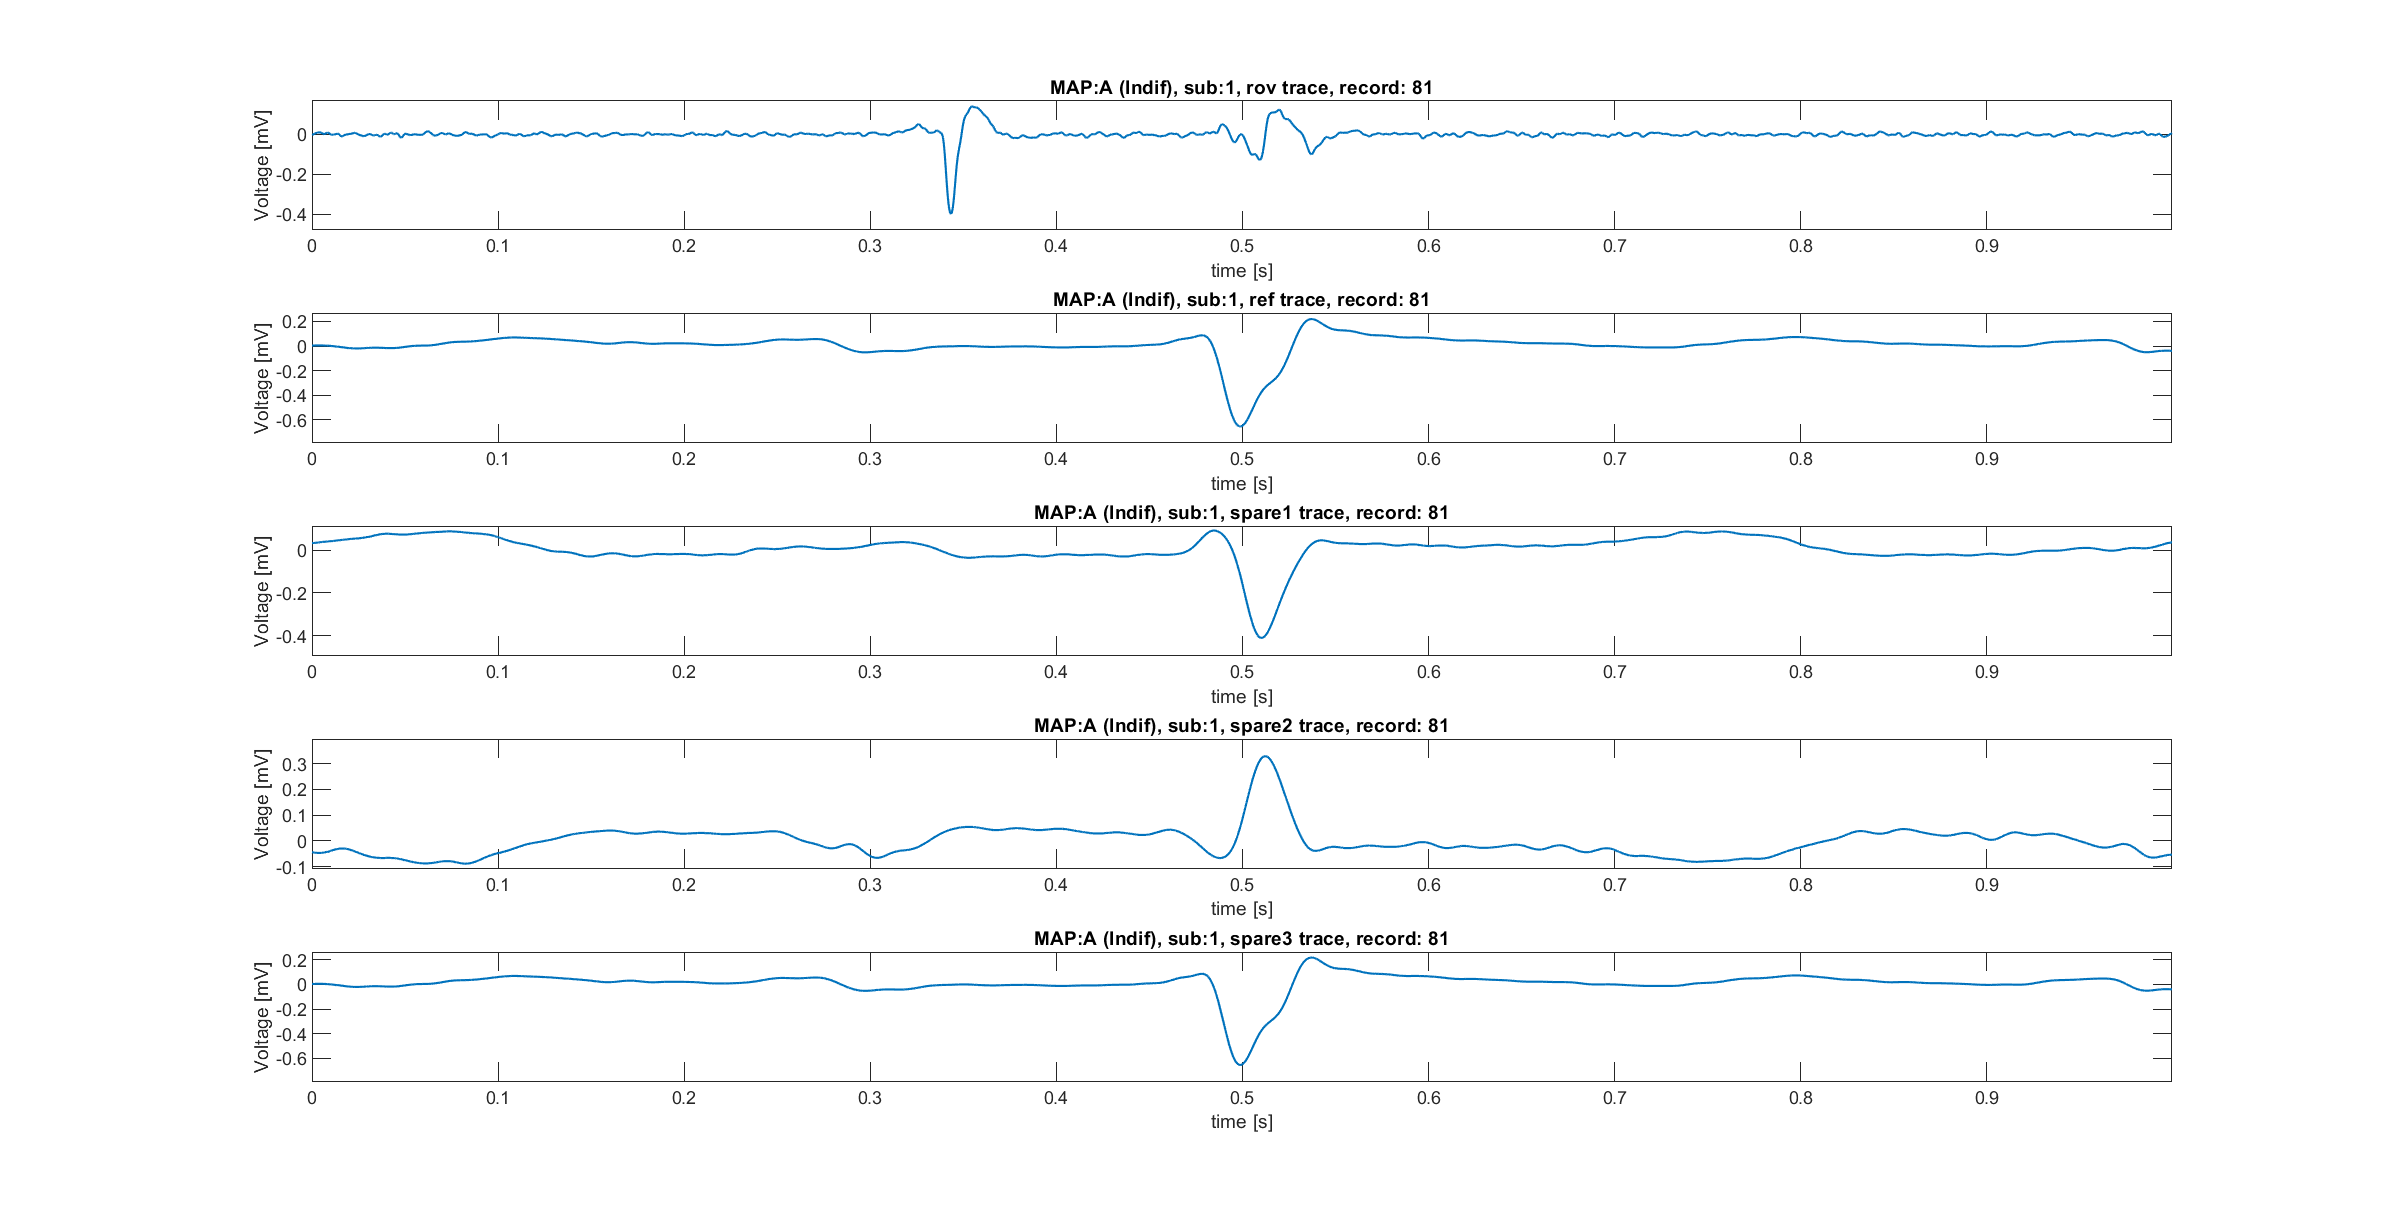 MAP:A (Indif), sub:1, rov trace, record: 81
Voltage [mV]
0
-0.2
-0.4
0 0.1 0.2 0.3 0.4 0.5 0.6 0.7 0.8 0.9
time [s]
MAP:A (Indif), sub:1, ref trace, record: 81
Voltage [mV]
0.2
0
-0.2
-0.4
-0.6
0 0.1 0.2 0.3 0.4 0.5 0.6 0.7 0.8 0.9
time [s]
MAP:A (Indif), sub:1, spare1 trace, record: 81
Voltage [mV]
0
-0.2
-0.4
0 0.1 0.2 0.3 0.4 0.5 0.6 0.7 0.8 0.9
time [s]
MAP:A (Indif), sub:1, spare2 trace, record: 81
Voltage [mV]
0.3
0.2
0.1
0
-0.1
0 0.1 0.2 0.3 0.4 0.5 0.6 0.7 0.8 0.9
time [s]
MAP:A (Indif), sub:1, spare3 trace, record: 81
Voltage [mV]
0.2
0
-0.2
-0.4
-0.6
0 0.1 0.2 0.3 0.4 0.5 0.6 0.7 0.8 0.9
time [s]